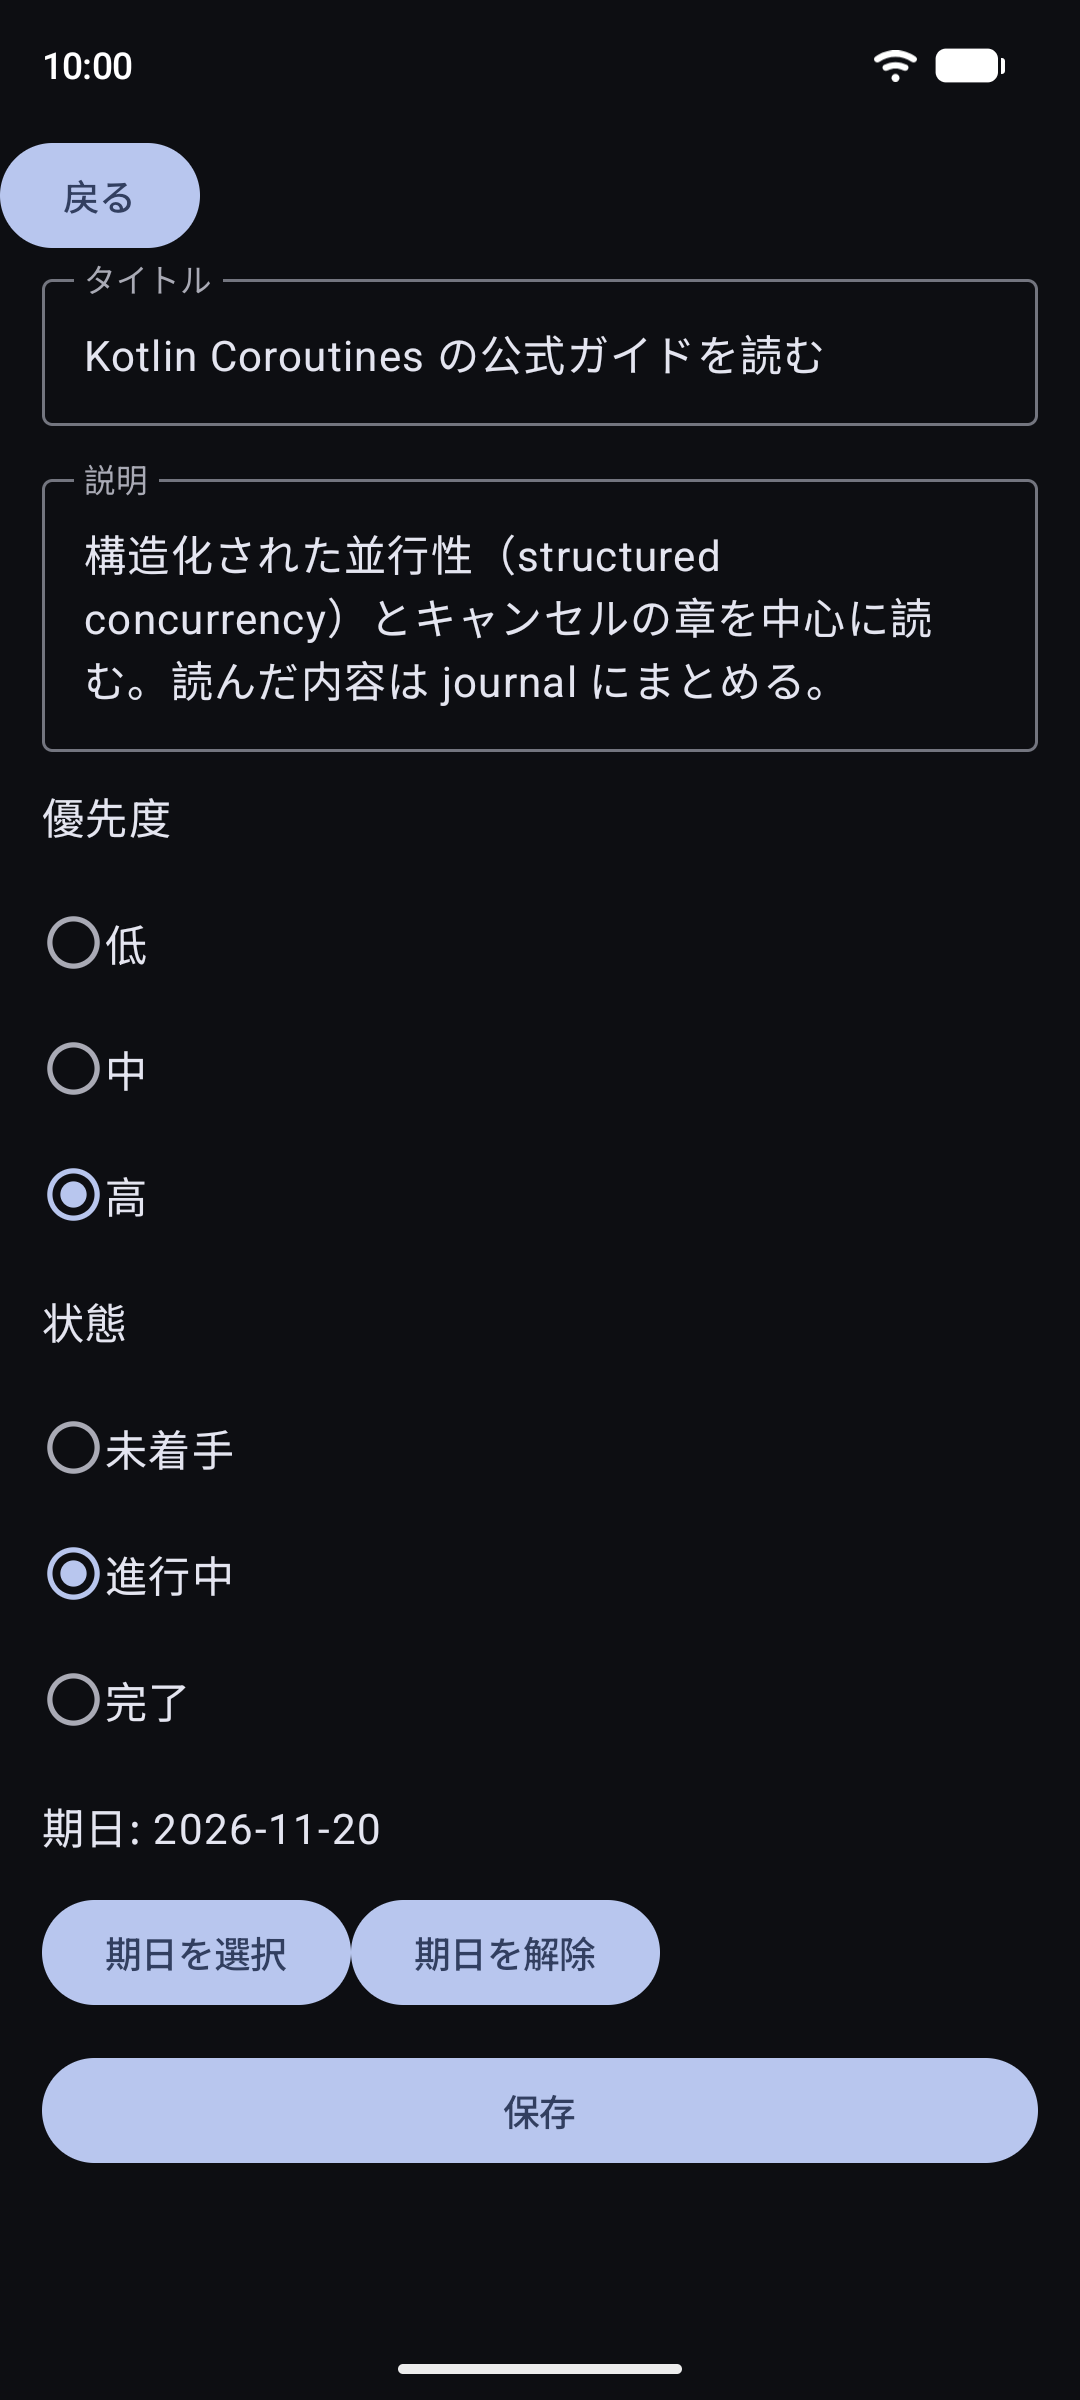 10:00
戻る
タイトル
Kotlin Coroutines の公式ガイドを読む
説明
構造化された並行性（structured
concurrency）とキャンセルの章を中心に読
む。読んだ内容は journal にまとめる。
優先度
低
中
高
状態
未着手
進行中
完了
期日: 2026-11-20
期日を選択
期日を解除
保存